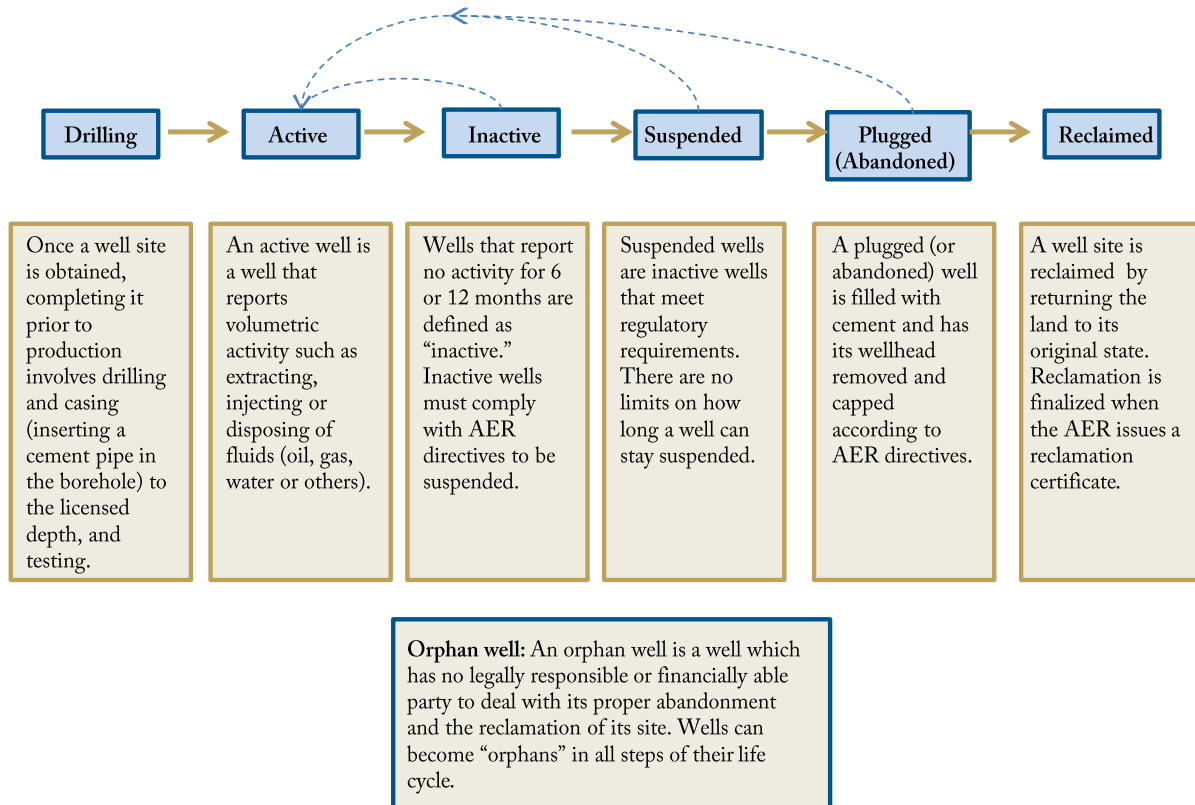 Drilling
Active
Inactive
Suspended
Plugged
(Abandoned)
Reclaimed
Once a well site
is obtained,
completing it
prior to
production
involves drilling
and casing
(inserting a
cement pipe in
the borehole) to
the licensed
depth, and
testing.
An active well is
a well that
reports
volumetric
activity such as
extracting,
injecting or
disposing of
fluids (oil, gas,
water or others).
Wells that report
no activity for 6
or 12 months are
defined as
“inactive.”
Inactive wells
must comply
with AER
directives to be
suspended.
Suspended wells
are inactive wells
that meet
regulatory
requirements.
There are no
limits on how
long a well can
stay suspended.
A plugged (or
abandoned) well
is filled with
cement and has
its wellhead
removed and
capped
according to
AER directives.
A well site is
reclaimed by
returning the
land to its
original state.
Reclamation is
finalized when
the AER issues a
reclamation
certificate.
Orphan well: An orphan well is a well which
has no legally responsible or financially able
party to deal with its proper abandonment
and the reclamation of its site. Wells can
become “orphans” in all steps of their life
cycle.